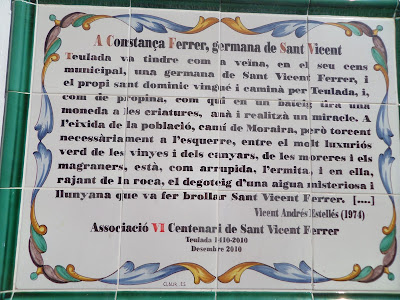 A Constança Ferrer, germana de Sant Vicent
Teulada va tindre com a veïna, en el seu cens
municipal, una germana de Sant Vicent Ferrer, i
el propi sant dominic vingué i caminà per Teulada, i,
com de propina, com qui en un bateig tira una
moneda a les criatures, anà i realitzà un miracle. A
l'eixida de la població, camí de Moraira, però torcent
necessàriament a l'esquerre, entre el molt luxuriós
verd de les vinyes i dels canyars, de les moreres i els
magraners, està, com arrupida, l'ermita, i en ella,
rajant de la roca, el degoteig d'una aigua misteriosa i
llunyana que va fer brollar Sant Vicent Ferrer. [....]
Vicent Andrés Estellés (1974)
Associació VI Centenari de Sant Vicent Ferrer
Teulada 1410-2010
Desembre 2010